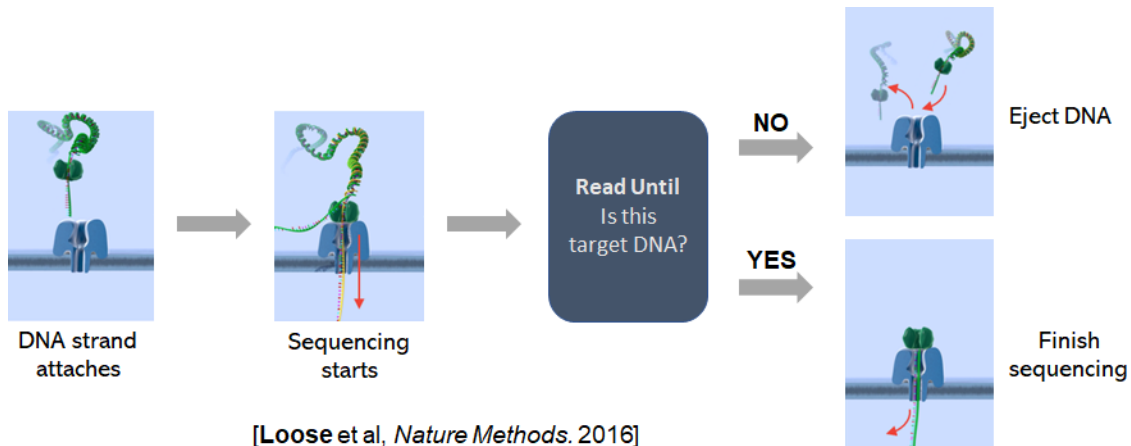 DNA strand
attaches
Sequencing
starts
Read Until
Is this
target DNA?
NO
Eject DNA
YES
Finish
sequencing
[Loose et al, Nature Methods. 2016]